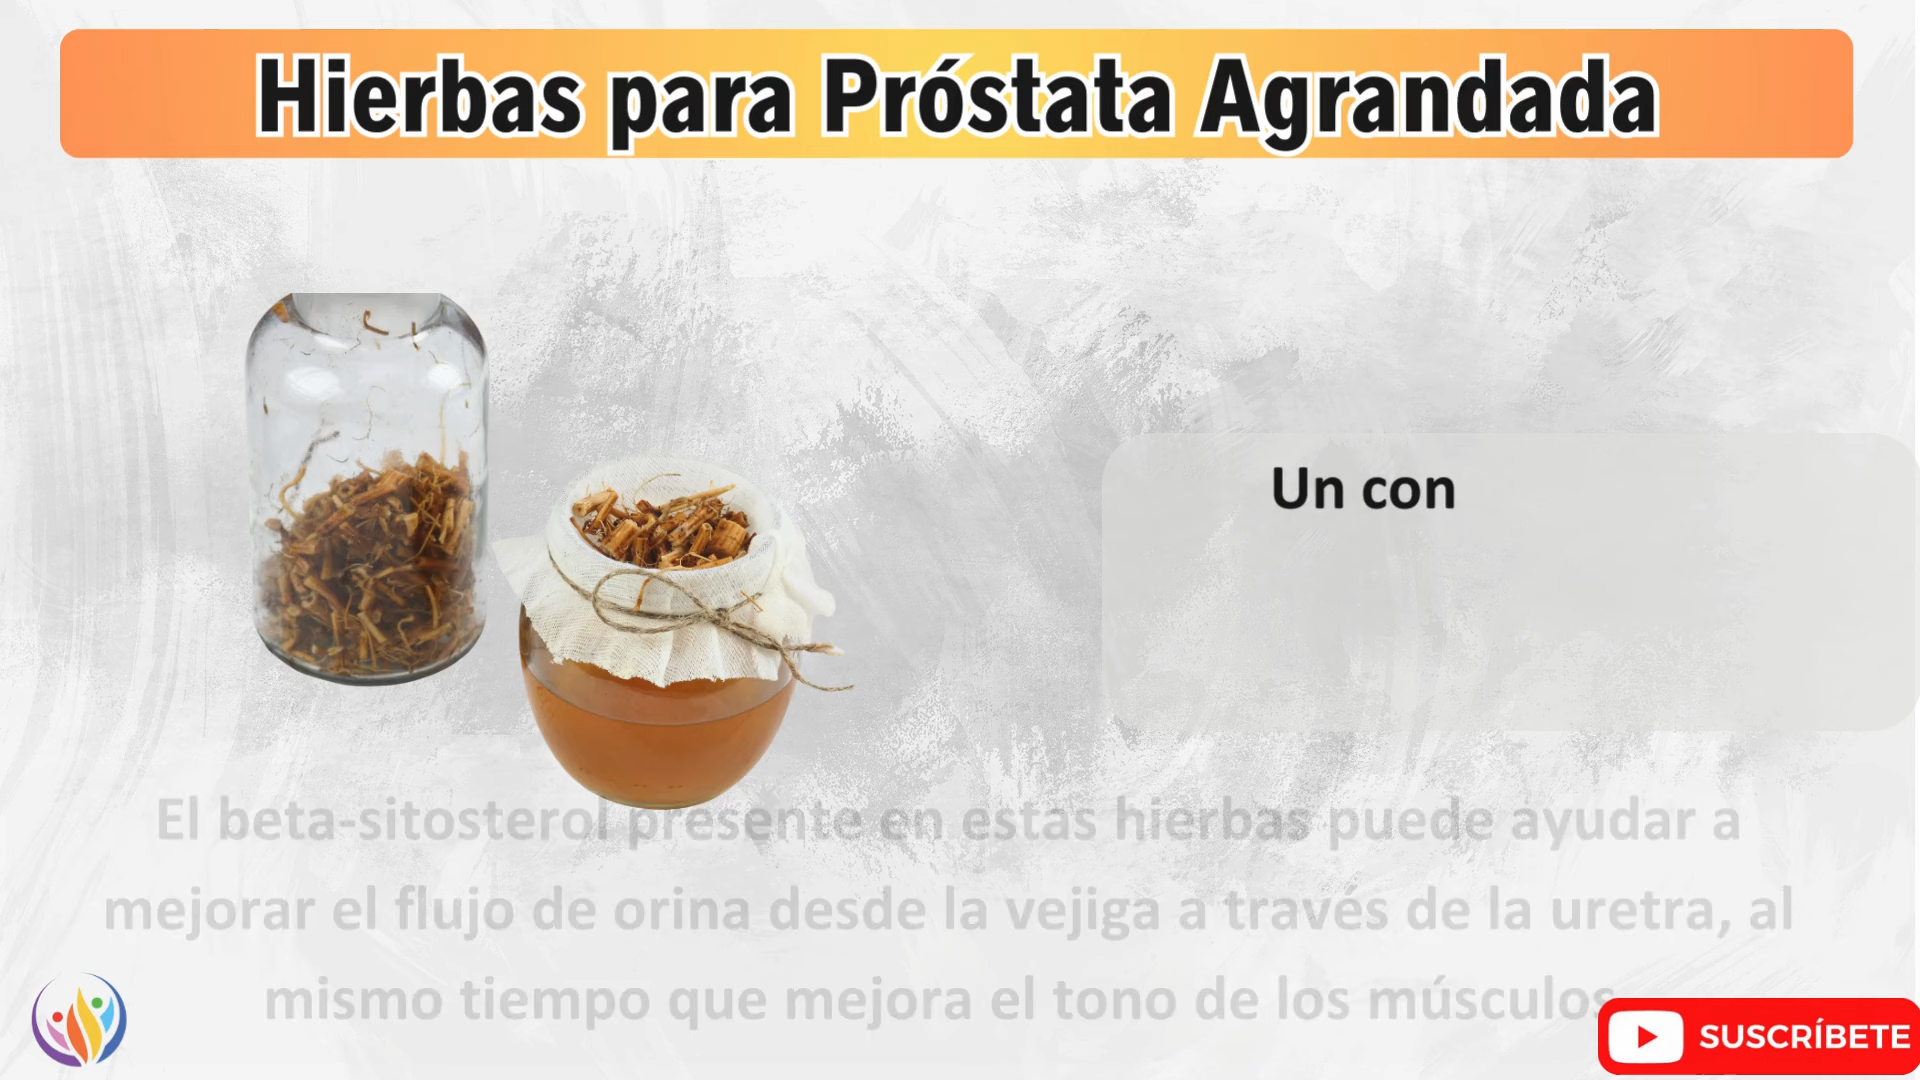 Hierbas para Próstata Agrandada
Un con
El beta-sitosterol presente en estas hierbas puede ayudar a
mejorar el flujo de orina desde la vejiga a través de la uretra, al
mismo tiempo que mejora el tono de los músculos.
SUSCRÍBETE